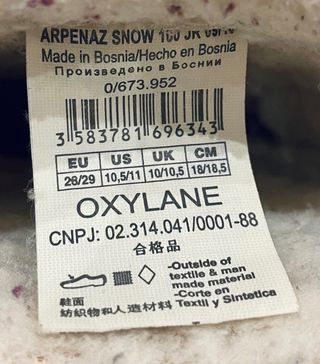 ARPENAZ SNOW 100 JR
Made in Bosnia/Hecho en Bosnia
Произведено в Боснии
0/673.952
3 583781 696343
EU US UK CM
28/29 10,5/11 10/10,5 18/18,5
OXYLANE
CNPJ: 02.314.041/0001-88
合格品
-Outside of
textile & man
made material
-Corte en
Textil y Sintetica
鞋面
纺织物和人造材料